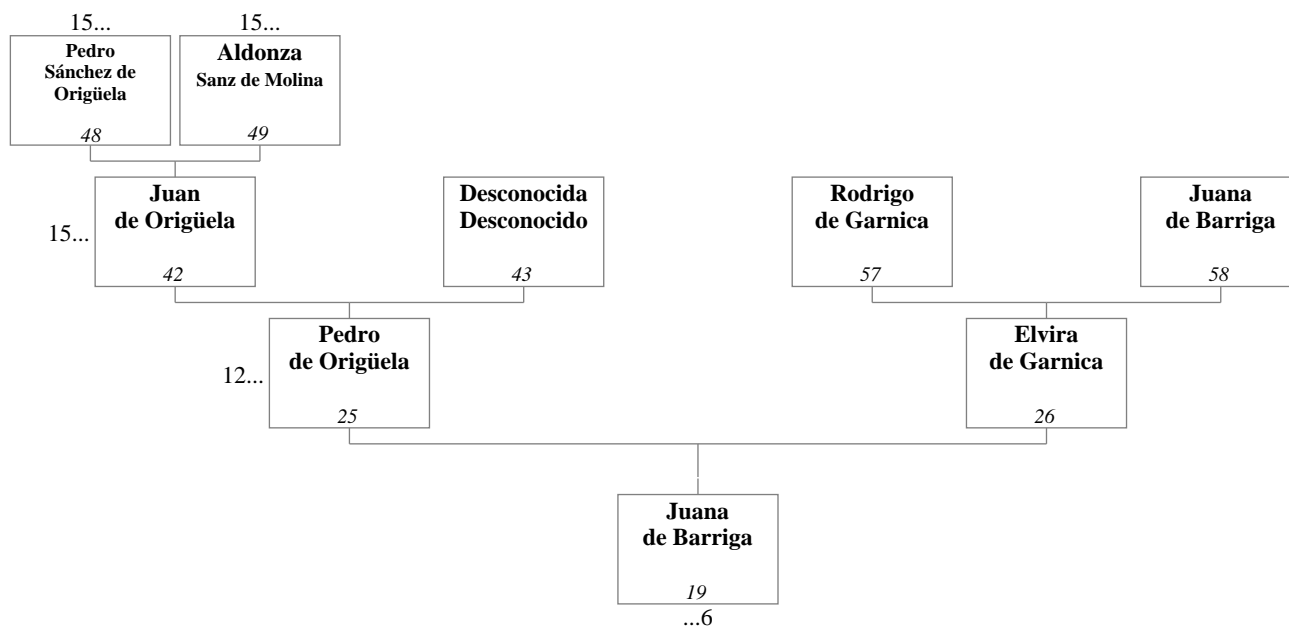 15...
15...
Pedro
Sánchez de
Origüela
48
Aldonza
Sanz de Molina
49
15...
Juan
de Origüela
42
Desconocida
Desconocido
43
Rodrigo
de Garnica
57
Juana
de Barriga
58
12...
Pedro
de Origüela
25
Elvira
de Garnica
26
Juana
de Barriga
19
...6